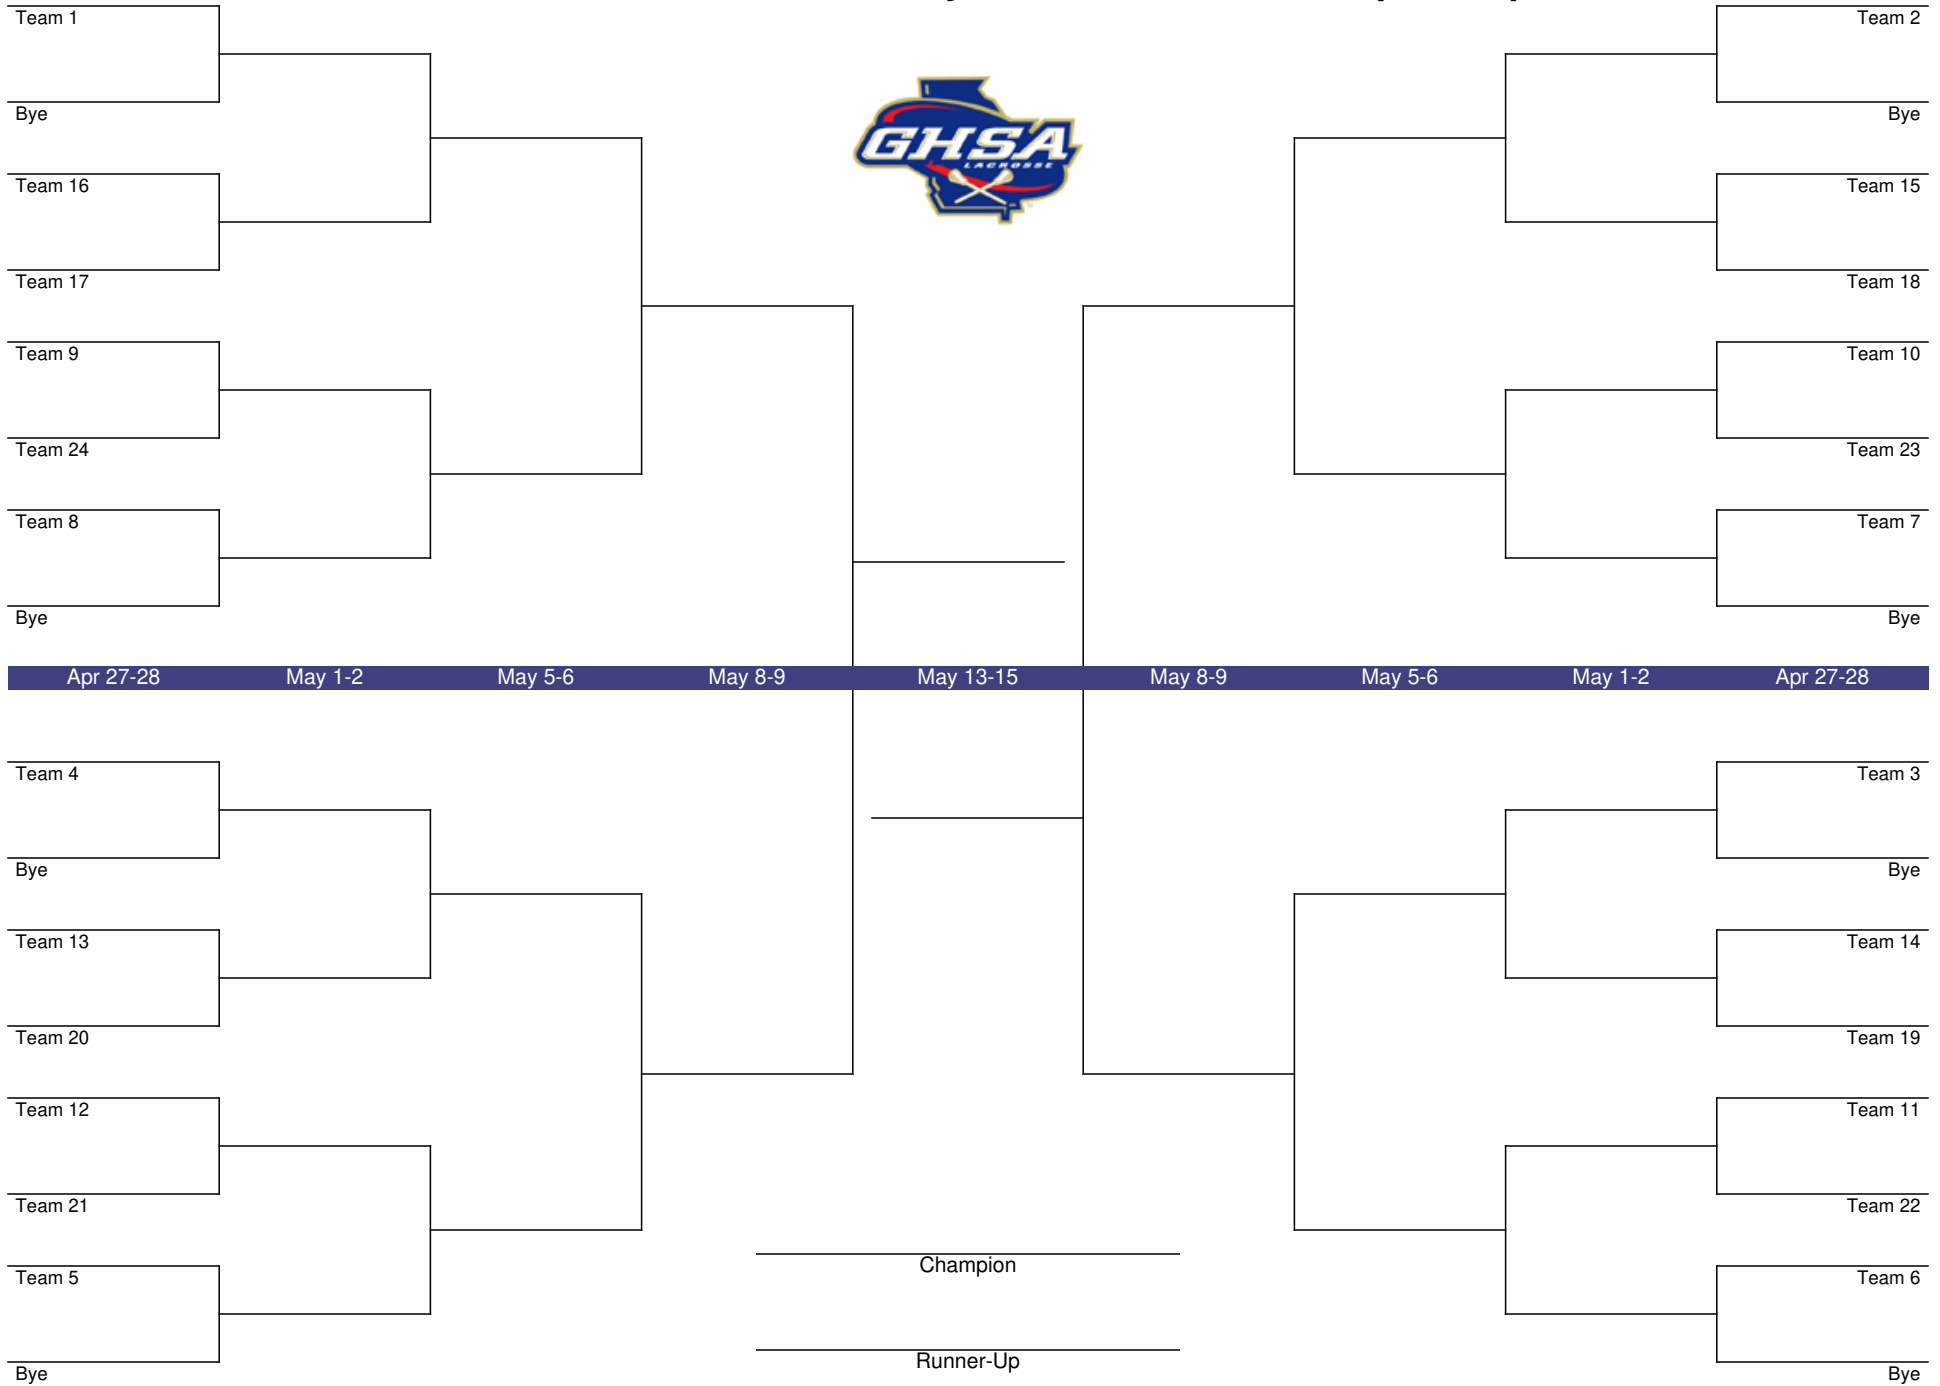 Team 1
Bye
Team 16
Team 17
Team 9
Team 24
Team 8
Bye
GHSA
LACROSSE
Team 2
Bye
Team 15
Team 18
Team 10
Team 23
Team 7
Bye
Apr 27-28 May 1-2 May 5-6 May 8-9 May 13-15 May 8-9 May 5-6 May 1-2 Apr 27-28
Team 4
Bye
Team 13
Team 20
Team 12
Team 21
Team 5
Bye
Champion
Runner-Up
Team 3
Bye
Team 14
Team 19
Team 11
Team 22
Team 6
Bye